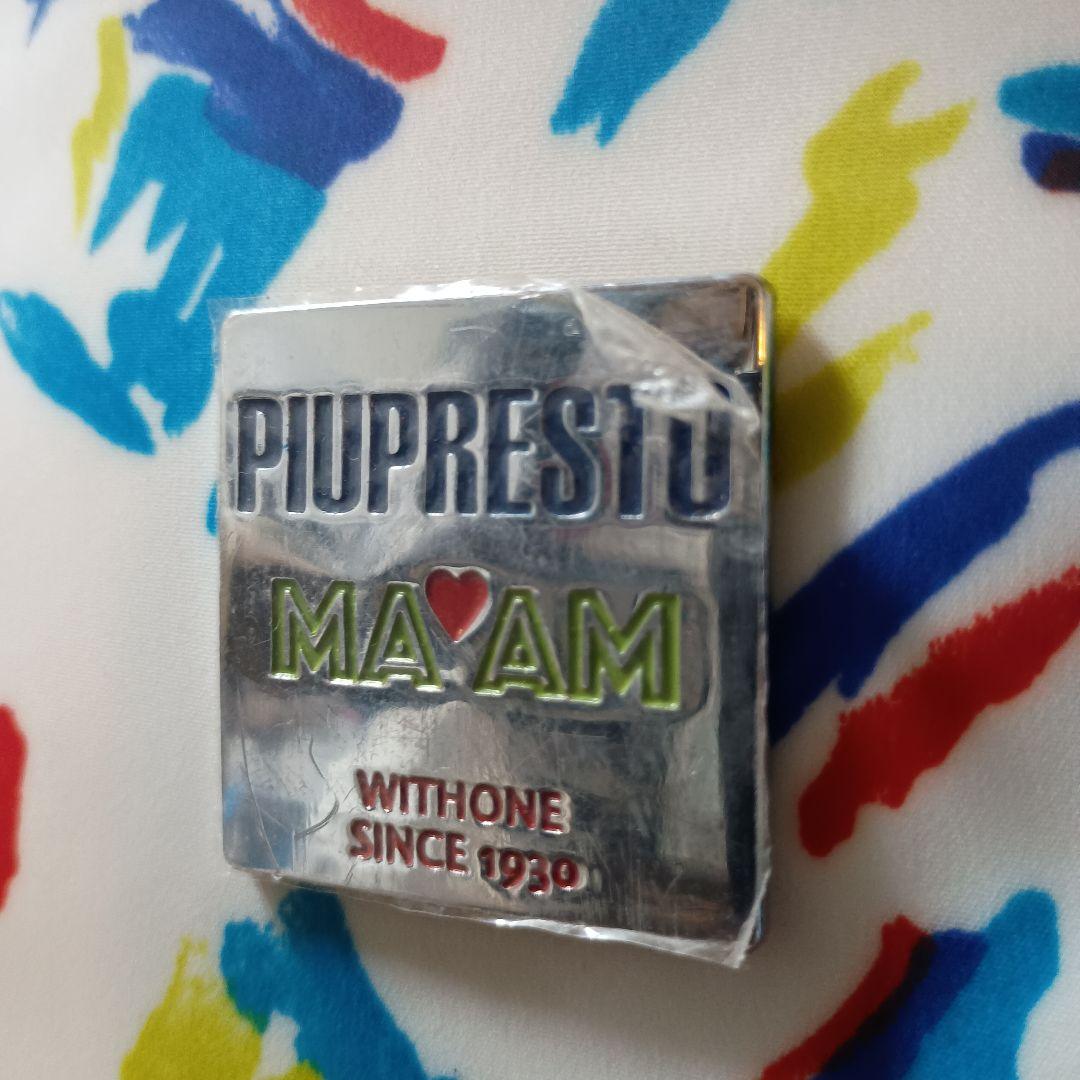 PIUPRESTO
MA♥AM
WITHONE
SINCE 1930